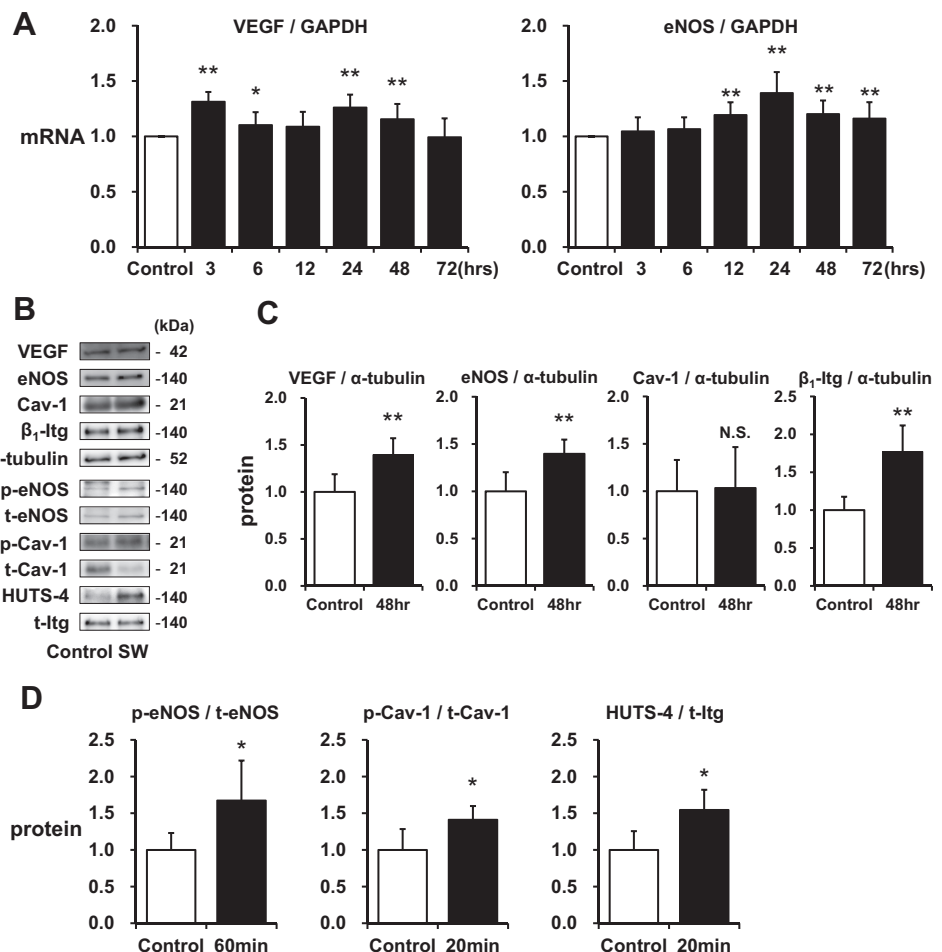 A
VEGF / GAPDH
eNOS / GAPDH
mRNA
2.0
1.5
1.0
0.5
0.0
** * ** **
Control 3 6 12 24 48 72(hrs)
2.0
1.5
1.0
0.5
0.0
** ** ** **
Control 3 6 12 24 48 72(hrs)
B
(kDa)
VEGF - 42
eNOS -140
Cav-1 - 21
β1-Itg -140
-tubulin - 52
p-eNOS -140
t-eNOS -140
p-Cav-1 - 21
t-Cav-1 - 21
HUTS-4 -140
t-Itg -140
Control SW
C
protein
VEGF / α-tubulin
2.0
1.5
1.0
0.5
0.0
**
Control 48hr
eNOS / α-tubulin
2.0
1.5
1.0
0.5
0.0
**
Control 48hr
Cav-1 / α-tubulin
2.0
1.5
1.0
0.5
0.0
N.S.
Control 48hr
β1-Itg / α-tubulin
2.5
2.0
1.5
1.0
0.5
0.0
**
Control 48hr
D
protein
p-eNOS / t-eNOS
2.5
2.0
1.5
1.0
0.5
0.0
*
Control 60min
p-Cav-1 / t-Cav-1
2.5
2.0
1.5
1.0
0.5
0.0
*
Control 20min
HUTS-4 / t-Itg
2.5
2.0
1.5
1.0
0.5
0.0
*
Control 20min